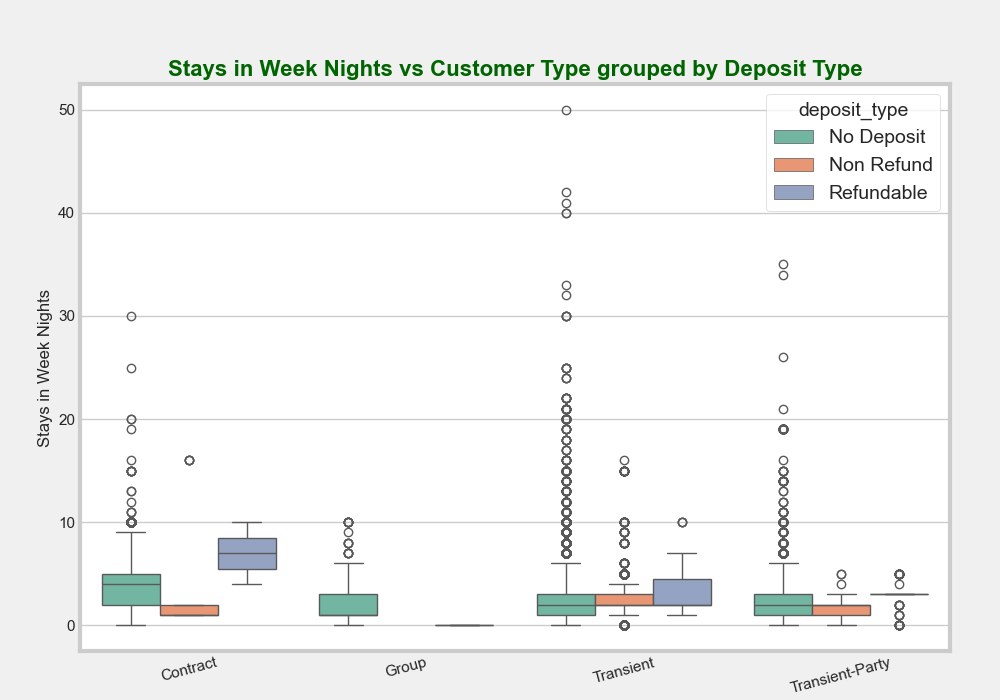 Stays in Week Nights vs Customer Type grouped by Deposit Type
deposit_type
No Deposit
Non Refund
Refundable
Stays in Week Nights
50
40
30
20
10
0
Contract
Group
Transient
Transient-Party